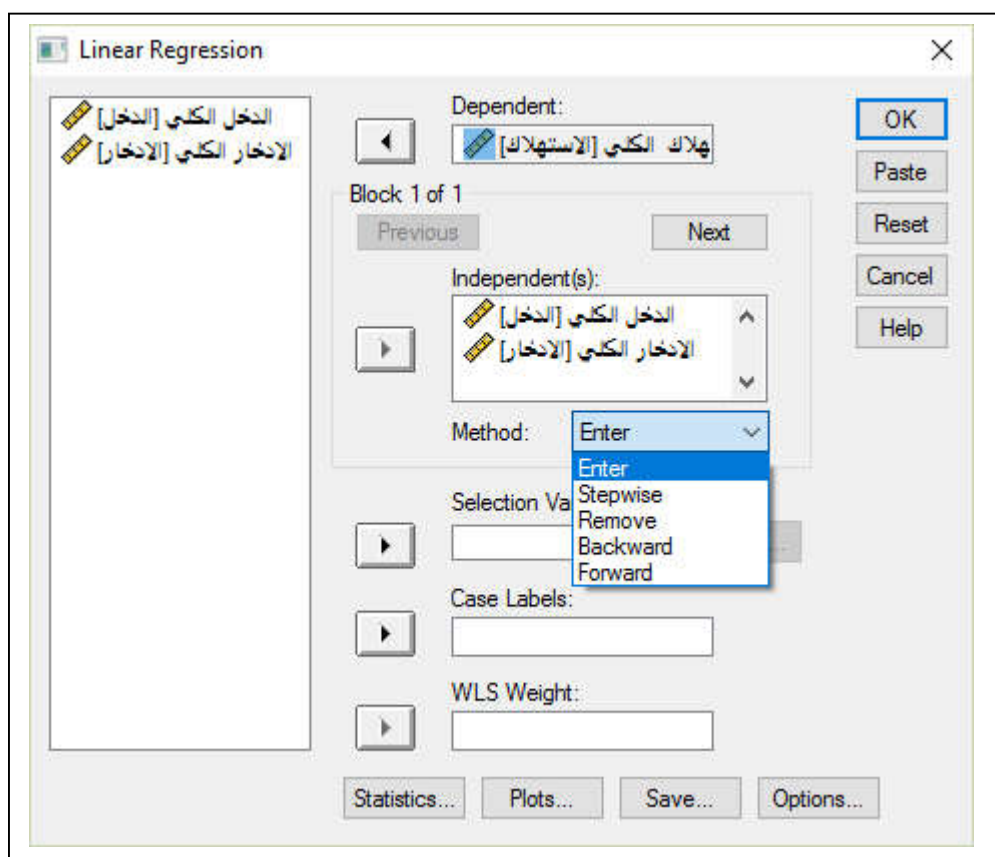 Linear Regression
الدخل الكلي [الدخل]
الادخار الكلي [الادخار]
Dependent:
هلاك الكلي [الاستهلاك]
Block 1 of 1
Previous
Next
Independent(s):
الدخل الكلي [الدخل]
الادخار الكلي [الادخار]
Method:
Enter
Enter
Stepwise
Remove
Backward
Forward
Selection Va
Case Labels:
WLS Weight:
OK
Paste
Reset
Cancel
Help
Statistics...
Plots...
Save...
Options...